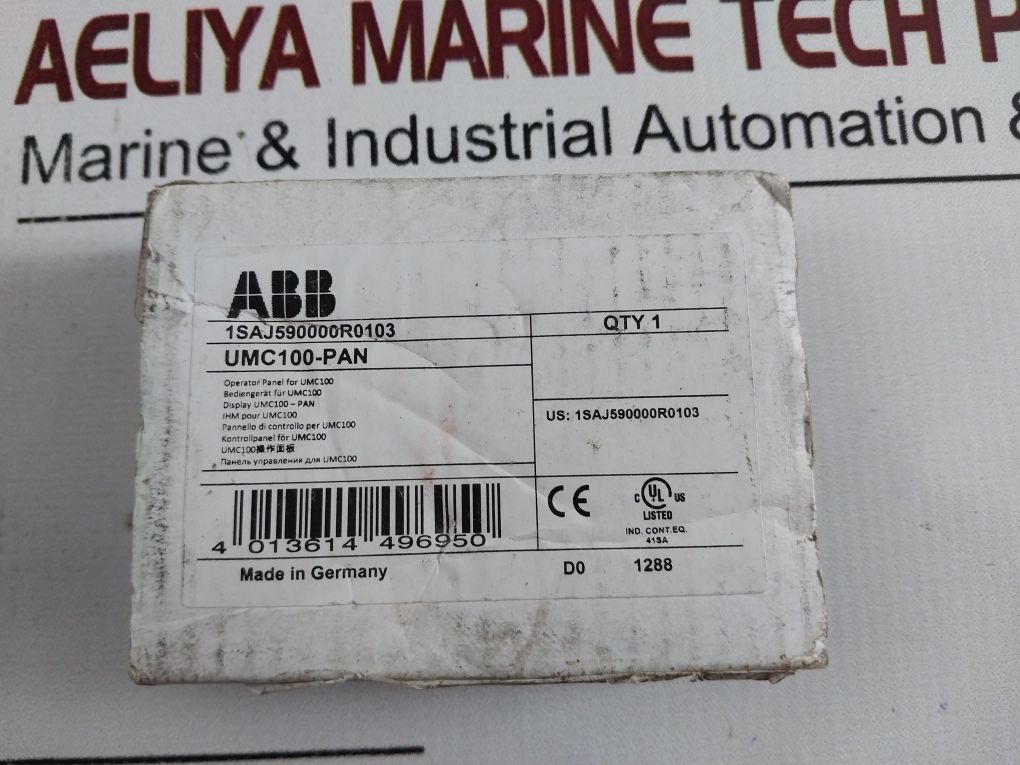 AELIYA MARINE TECH P
Marine & Industrial Automation &
ABB
1SAJ590000R0103
QTY 1
UMC100-PAN
Operator Panel for UMC100
Bediengerät für UMC100
Display UMC100 – PAN
IHM pour UMC100
Pannello di controllo per UMC100
Kontrollpanel för UMC100
UMC100操作面板
Панель управления для UMC100
US: 1SAJ590000R0103
4 013614 496950
CE
C UL US
LISTED
IND. CONT.EQ.
41SA
Made in Germany
D0 1288